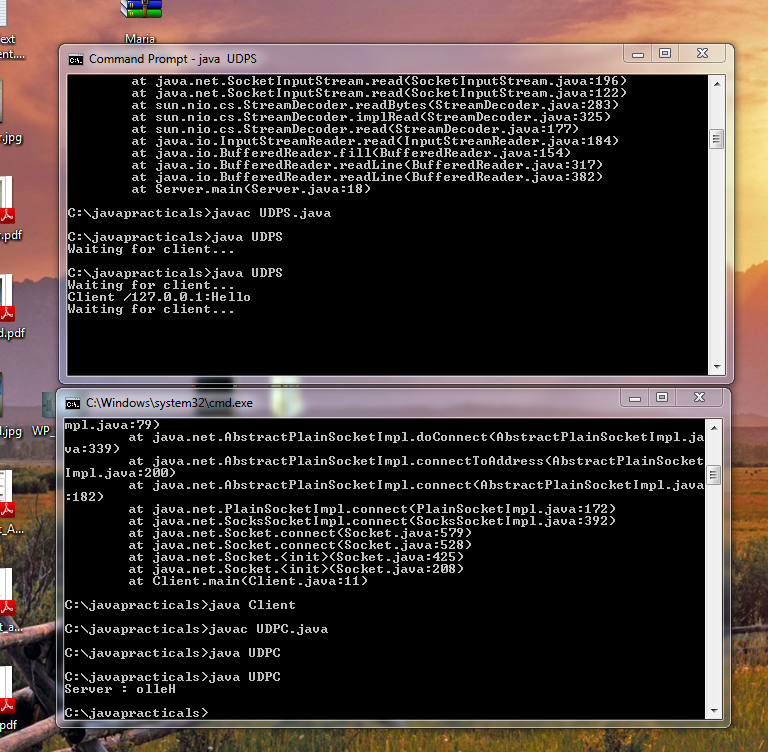 ext
Maria
nt....
Command Prompt - java  UDPS
        at java.net.SocketInputStream.read(SocketInputStream.java:196)
        at java.net.SocketInputStream.read(SocketInputStream.java:122)
        at sun.nio.cs.StreamDecoder.readBytes(StreamDecoder.java:283)
        at sun.nio.cs.StreamDecoder.implRead(StreamDecoder.java:325)
        at sun.nio.cs.StreamDecoder.read(StreamDecoder.java:177)
        at java.io.InputStreamReader.read(InputStreamReader.java:184)
        at java.io.BufferedReader.fill(BufferedReader.java:154)
        at java.io.BufferedReader.readLine(BufferedReader.java:317)
        at java.io.BufferedReader.readLine(BufferedReader.java:382)
        at Server.main(Server.java:18)
C:\javapracticals>javac UDPS.java
C:\javapracticals>java UDPS
Waiting for client...
C:\javapracticals>java UDPS
Waiting for client...
Client /127.0.0.1:Hello
Waiting for client...
r.jpg
r.pdf
d.pdf
l.jpg
WP_
t_A...
t_a...
pdf
C:\Windows\system32\cmd.exe
mpl.java:79)
        at java.net.AbstractPlainSocketImpl.doConnect(AbstractPlainSocketImpl.ja
va:339)
        at java.net.AbstractPlainSocketImpl.connectToAddress(AbstractPlainSocket
Impl.java:200)
        at java.net.AbstractPlainSocketImpl.connect(AbstractPlainSocketImpl.java
:182)
        at java.net.PlainSocketImpl.connect(PlainSocketImpl.java:172)
        at java.net.SocksSocketImpl.connect(SocksSocketImpl.java:392)
        at java.net.Socket.connect(Socket.java:579)
        at java.net.Socket.connect(Socket.java:528)
        at java.net.Socket.<init>(Socket.java:425)
        at java.net.Socket.<init>(Socket.java:208)
        at Client.main(Client.java:11)
C:\javapracticals>java Client
C:\javapracticals>javac UDPC.java
C:\javapracticals>java UDPC
C:\javapracticals>java UDPC
Server : olleH
C:\javapracticals>